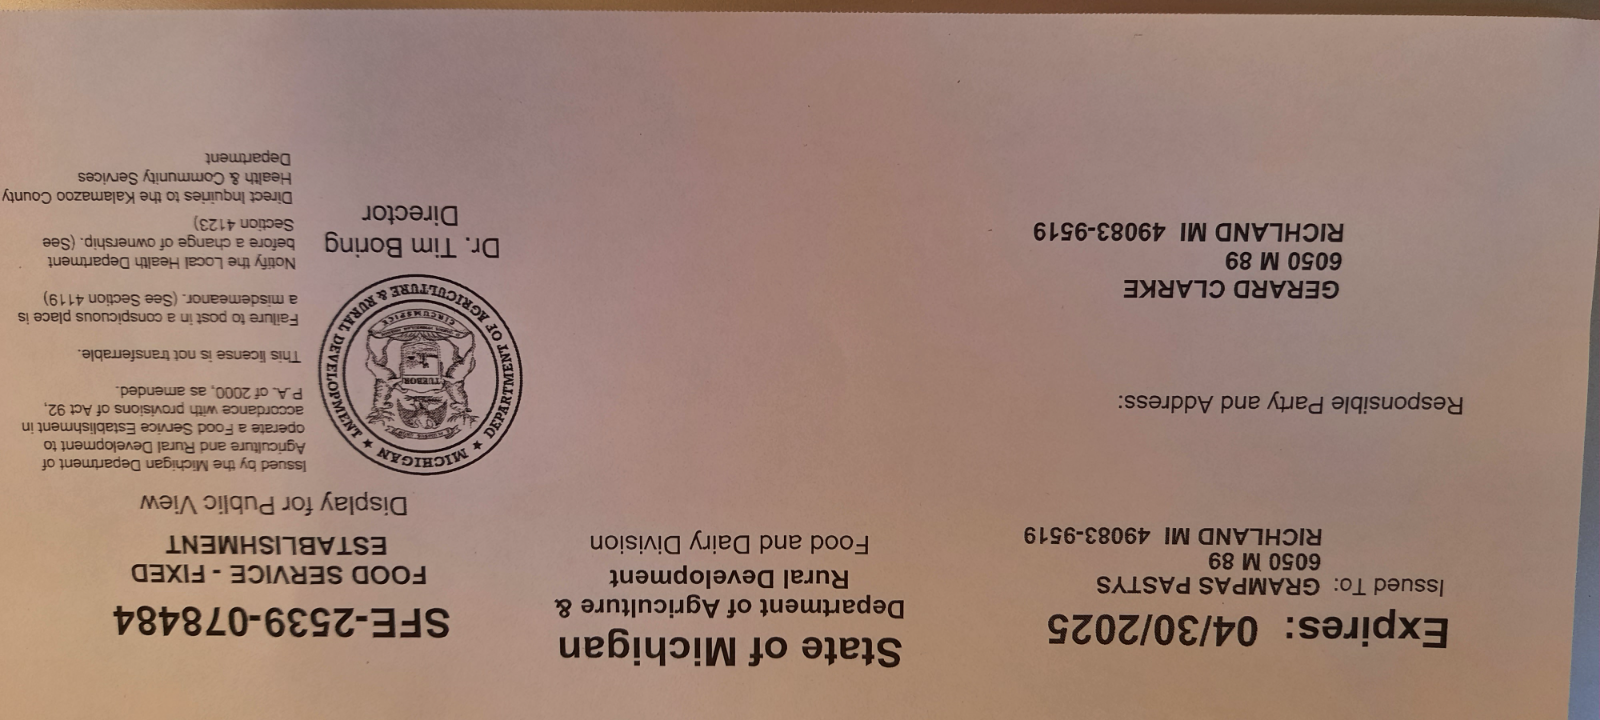 Expires: 04/30/2025
Issued To: GRAMPAS PASTYS
6050 M 89
RICHLAND MI 49083-9519
Responsible Party and Address:
GERARD CLARKE
6050 M 89
RICHLAND MI 49083-9519
State of Michigan
Department of Agriculture &
Rural Development
Food and Dairy Division
SFE-2539-078484
FOOD SERVICE - FIXED
ESTABLISHMENT
Display for Public View
MICHIGAN ★ DEPARTMENT OF AGRICULTURE & RURAL DEVELOPMENT ★
TUEBOR
CIRCUMSPICE
Dr. Tim Boring
Director
Issued by the Michigan Department of
Agriculture and Rural Development to
operate a Food Service Establishment in
accordance with provisions of Act 92,
P.A. of 2000, as amended.
This license is not transferrable.
Failure to post in a conspicuous place is
a misdemeanor. (See Section 4119)
Notify the Local Health Department
before a change of ownership. (See
Section 4123)
Direct Inquiries to the Kalamazoo County
Health & Community Services
Department